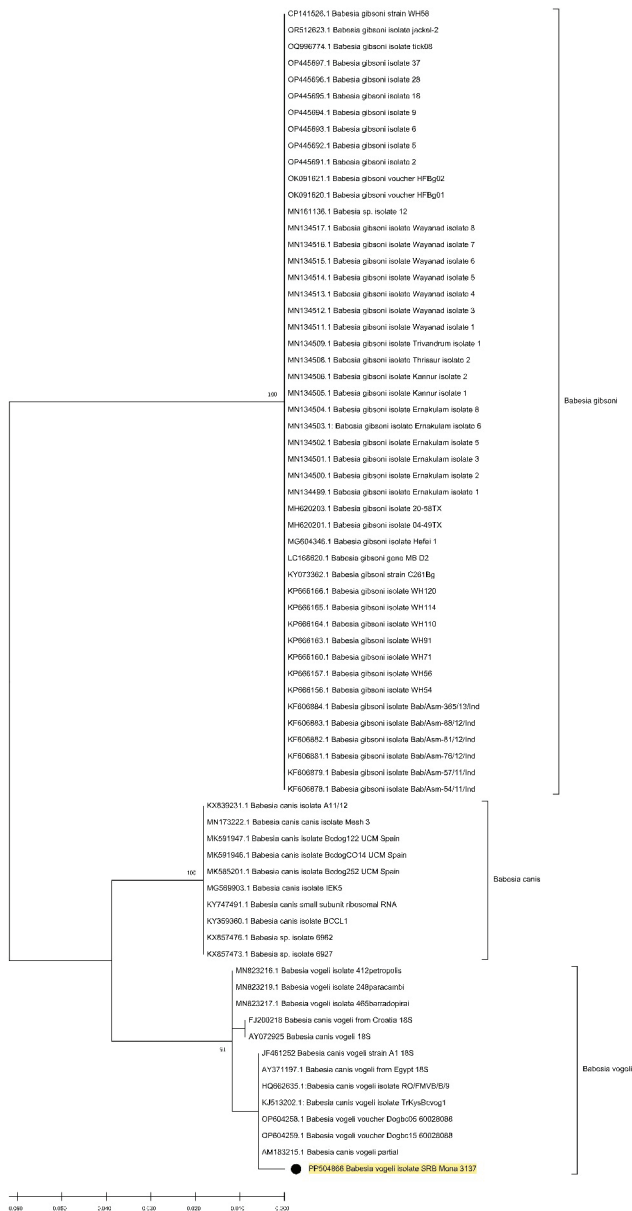 CP141526.1 Babesia gibsoni strain WH58
OR512623.1 Babesia gibsoni isolate jackal-2
OQ996774.1 Babesia gibsoni isolate tick08
OP445697.1 Babesia gibsoni isolate 37
OP445696.1 Babesia gibsoni isolate 28
OP445695.1 Babesia gibsoni isolate 16
OP445694.1 Babesia gibsoni isolate 9
OP445693.1 Babesia gibsoni isolate 6
OP445692.1 Babesia gibsoni isolate 5
OP445691.1 Babesia gibsoni isolate 2
OK091621.1 Babesia gibsoni voucher HFBg02
OK091620.1 Babesia gibsoni voucher HFBg01
MN161136.1 Babesia sp. isolate 12
MN134517.1 Babesia gibsoni isolate Wayanad isolate 8
MN134516.1 Babesia gibsoni isolate Wayanad isolate 7
MN134515.1 Babesia gibsoni isolate Wayanad isolate 6
MN134514.1 Babesia gibsoni isolate Wayanad isolate 5
MN134513.1 Babesia gibsoni isolate Wayanad isolate 4
MN134512.1 Babesia gibsoni isolate Wayanad isolate 3
MN134511.1 Babesia gibsoni isolate Wayanad isolate 1
MN134509.1 Babesia gibsoni isolate Trivandrum isolate 1
MN134508.1 Babesia gibsoni isolate Thrissur isolate 2
MN134506.1 Babesia gibsoni isolate Kannur isolate 2
MN134505.1 Babesia gibsoni isolate Kannur isolate 1
100
MN134504.1 Babesia gibsoni isolate Ernakulam isolate 8
Babesia gibsoni
MN134503.1: Babesia gibsoni isolate Ernakulam isolate 6
MN134502.1 Babesia gibsoni isolate Ernakulam isolate 5
MN134501.1 Babesia gibsoni isolate Ernakulam isolate 3
MN134500.1 Babesia gibsoni isolate Ernakulam isolate 2
MN134499.1 Babesia gibsoni isolate Ernakulam isolate 1
MH620203.1 Babesia gibsoni isolate 20-58TX
MH620201.1 Babesia gibsoni isolate 04-49TX
MG604346.1 Babesia gibsoni isolate Hefei 1
LC168620.1 Babesia gibsoni gene MB D2
KY073362.1 Babesia gibsoni strain C261Bg
KP666166.1 Babesia gibsoni isolate WH120
KP666165.1 Babesia gibsoni isolate WH114
KP666164.1 Babesia gibsoni isolate WH110
KP666163.1 Babesia gibsoni isolate WH91
KP666160.1 Babesia gibsoni isolate WH71
KP666157.1 Babesia gibsoni isolate WH56
KP666156.1 Babesia gibsoni isolate WH54
KF606884.1 Babesia gibsoni isolate Bab/Asm-365/13/Ind
KF606883.1 Babesia gibsoni isolate Bab/Asm-88/12/Ind
KF606882.1 Babesia gibsoni isolate Bab/Asm-81/12/Ind
KF606881.1 Babesia gibsoni isolate Bab/Asm-76/12/Ind
KF606879.1 Babesia gibsoni isolate Bab/Asm-57/11/Ind
KF606878.1 Babesia gibsoni isolate Bab/Asm-54/11/Ind
KX839231.1 Babesia canis isolate A11/12
MN173222.1 Babesia canis canis isolate Mesh 3
MK591947.1 Babesia canis isolate Bcdog122 UCM Spain
MK591946.1 Babesia canis isolate BcdogCO14 UCM Spain
100
MK585201.1 Babesia canis isolate Bcdog252 UCM Spain
Babesia canis
MG569903.1 Babesia canis isolate IEK5
KY747491.1 Babesia canis small subunit ribosomal RNA
KY359360.1 Babesia canis isolate BCCL1
KX857476.1 Babesia sp. isolate 6962
KX857473.1 Babesia sp. isolate 6927
MN823218.1 Babesia vogeli isolate 412petropolis
MN823219.1 Babesia vogeli isolate 248paracambi
MN823217.1 Babesia vogeli isolate 465barradopirai
FJ200218 Babesia canis vogeli from Croatia 18S
AY072925 Babesia canis vogeli 18S
JF461252 Babesia canis vogeli strain A1 18S
Babesia vogeli
AY371197.1 Babesia canis vogeli from Egypt 18S
HQ662635.1:Babesia canis vogeli isolate RO/FMVB/B/9
KJ513202.1: Babesia canis vogeli isolate TrKysBcvog1
OP604258.1 Babesia vogeli voucher Dogbc05 60028086
OP604259.1 Babesia vogeli voucher Dogbc15 60028088
AM183215.1 Babesia canis vogeli partial
PP504866 Babesia vogeli isolate SRB Mona 3137
0.060 0.050 0.040 0.030 0.020 0.010 0.000